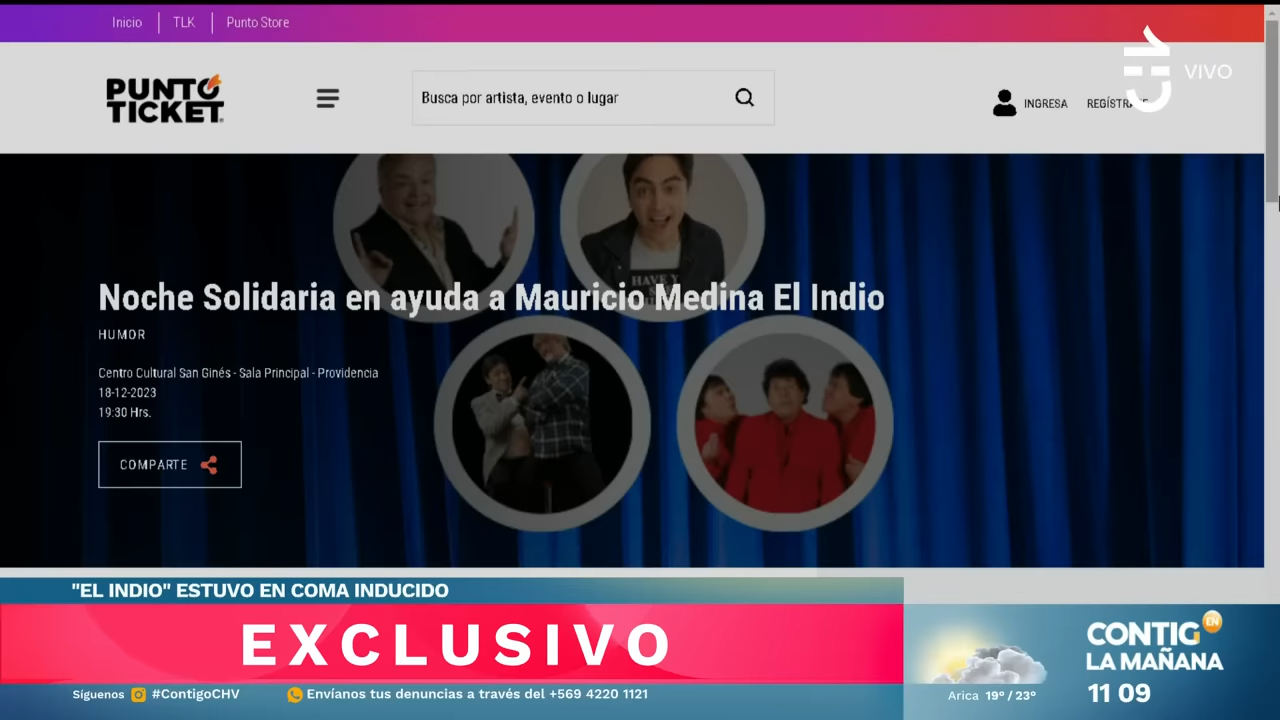 Inicio
TLK
Punto Store
PUNTO
TICKET
Busca por artista, evento o lugar
INGRESA
VIVO
HAVE Y
Noche Solidaria en ayuda a Mauricio Medina El Indio
HUMOR
Centro Cultural San Ginés - Sala Principal - Providencia
18-12-2023
19:30 Hrs.
COMPARTE
"EL INDIO" ESTUVO EN COMA INDUCIDO
EXCLUSIVO
Síguenos #ContigoCHV
Envíanos tus denuncias a través del +569 4220 1121
Arica 19° / 23°
CONTIGO EN
LA MAÑANA
11 09